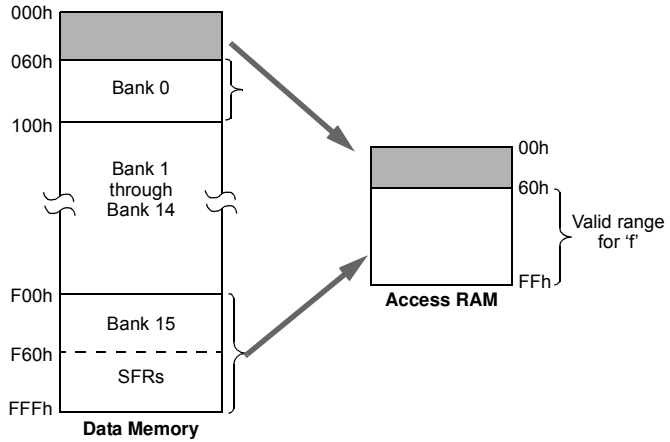 000h
060h
Bank 0
100h
Bank 1
through
Bank 14
F00h
Bank 15
F60h
SFRs
FFFh
Data Memory
00h
60h
Valid range
for ‘f’
FFh
Access RAM